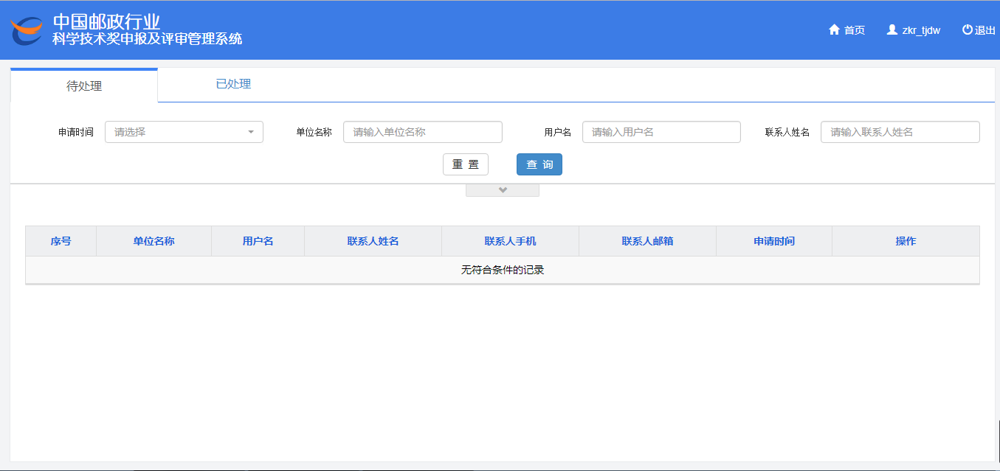 中国邮政行业
科学技术奖申报及评审管理系统
首页 zkr_tjdw 退出
待处理 已处理
申请时间 请选择 单位名称 请输入单位名称 用户名 请输入用户名 联系人姓名 请输入联系人姓名
重 置 查 询
序号 单位名称 用户名 联系人姓名 联系人手机 联系人邮箱 申请时间 操作
无符合条件的记录